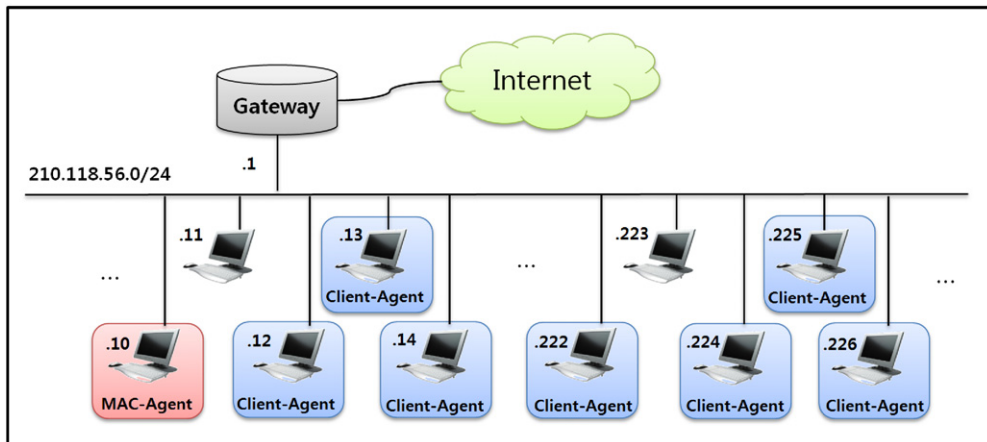 Internet
Gateway
210.118.56.0/24
.1
.11
.13
.223
.225
...
...
...
Client-Agent
Client-Agent
.10
.12
.14
.222
.224
.226
MAC-Agent
Client-Agent
Client-Agent
Client-Agent
Client-Agent
Client-Agent